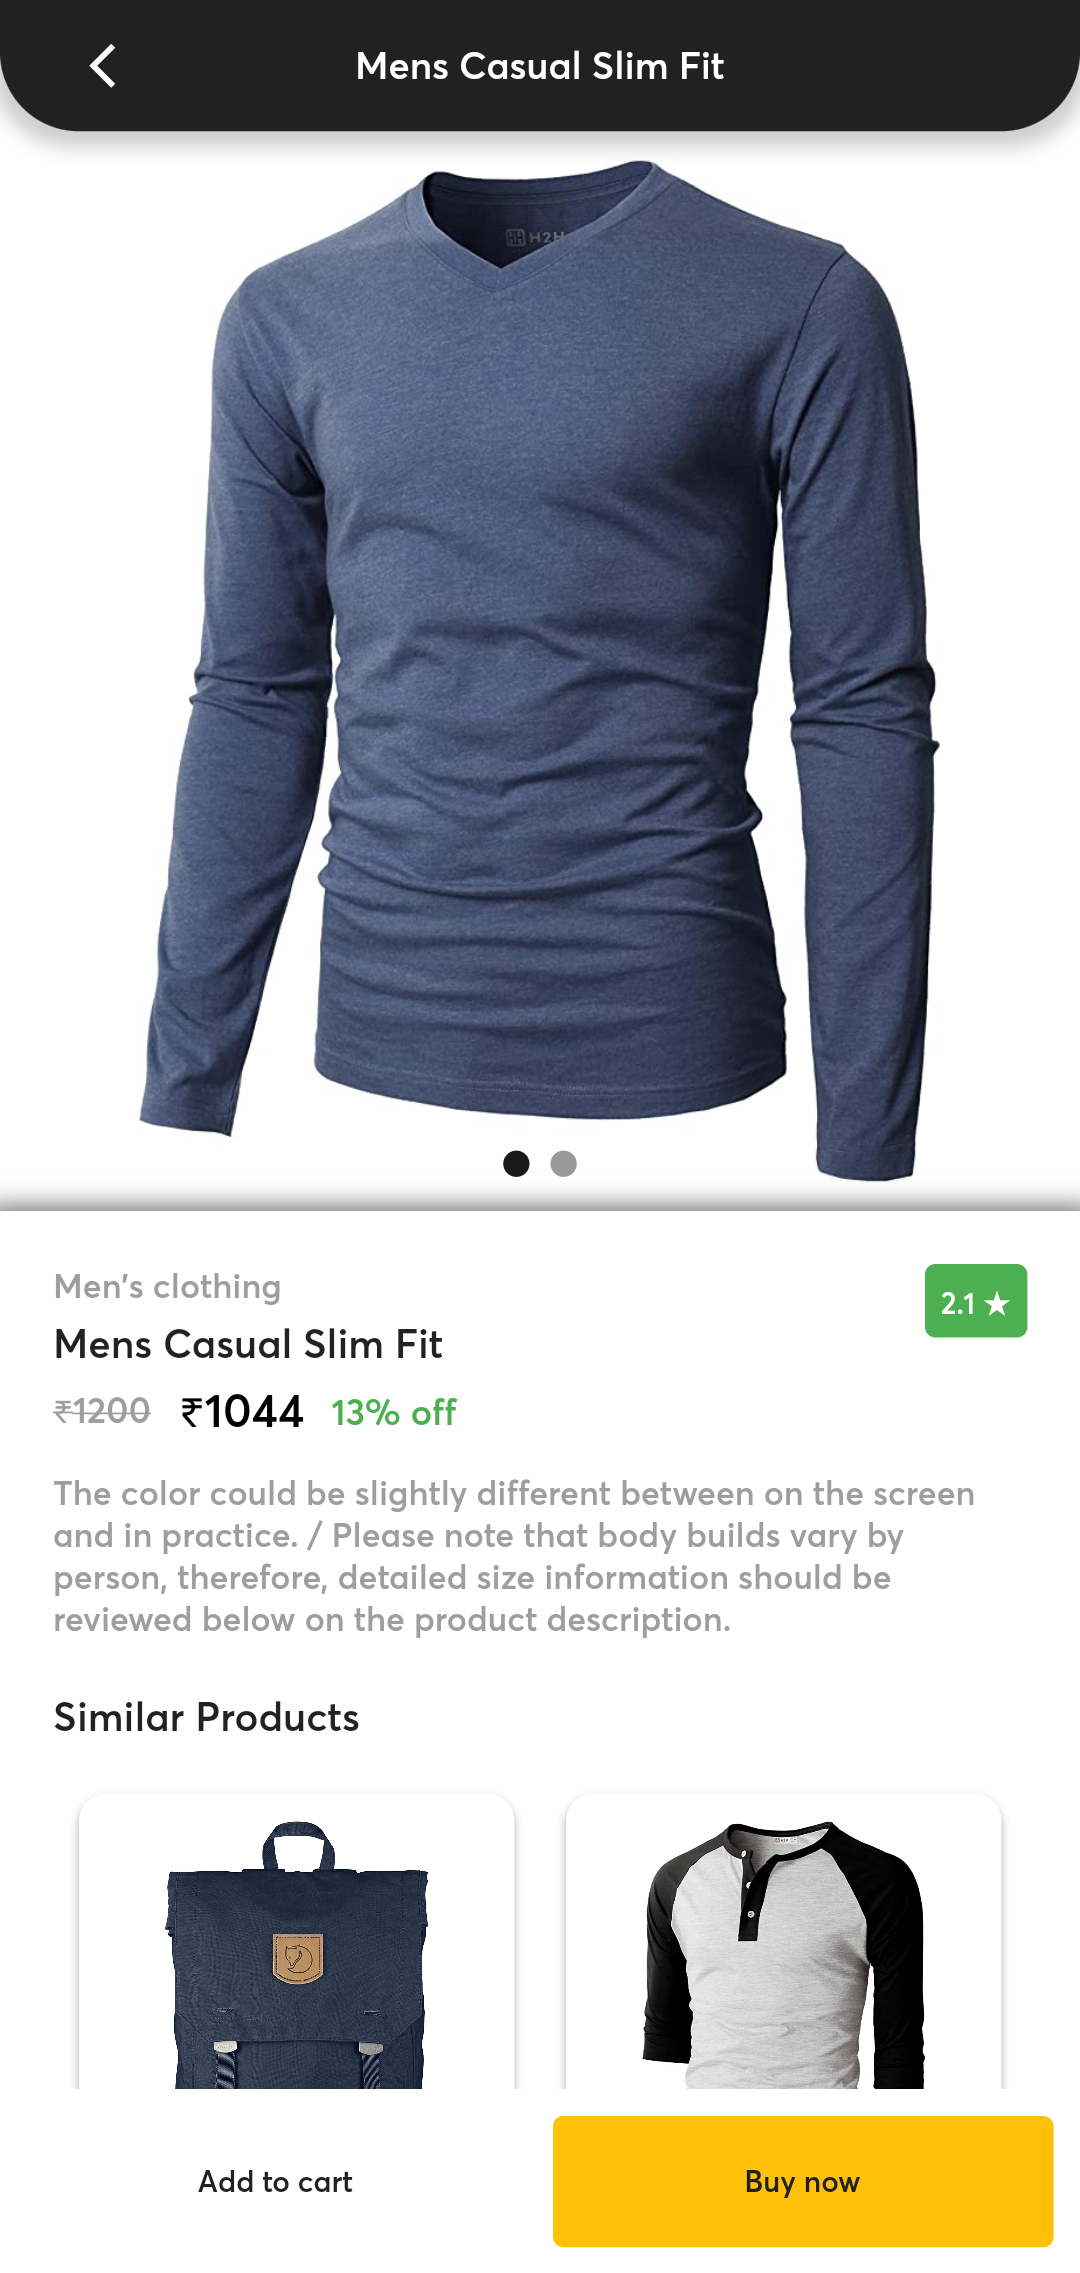 Mens Casual Slim Fit
H2H
Men's clothing
2.1 ★
Mens Casual Slim Fit
₹1200 ₹1044 13% off
The color could be slightly different between on the screen
and in practice. / Please note that body builds vary by
person, therefore, detailed size information should be
reviewed below on the product description.
Similar Products
Add to cart
Buy now